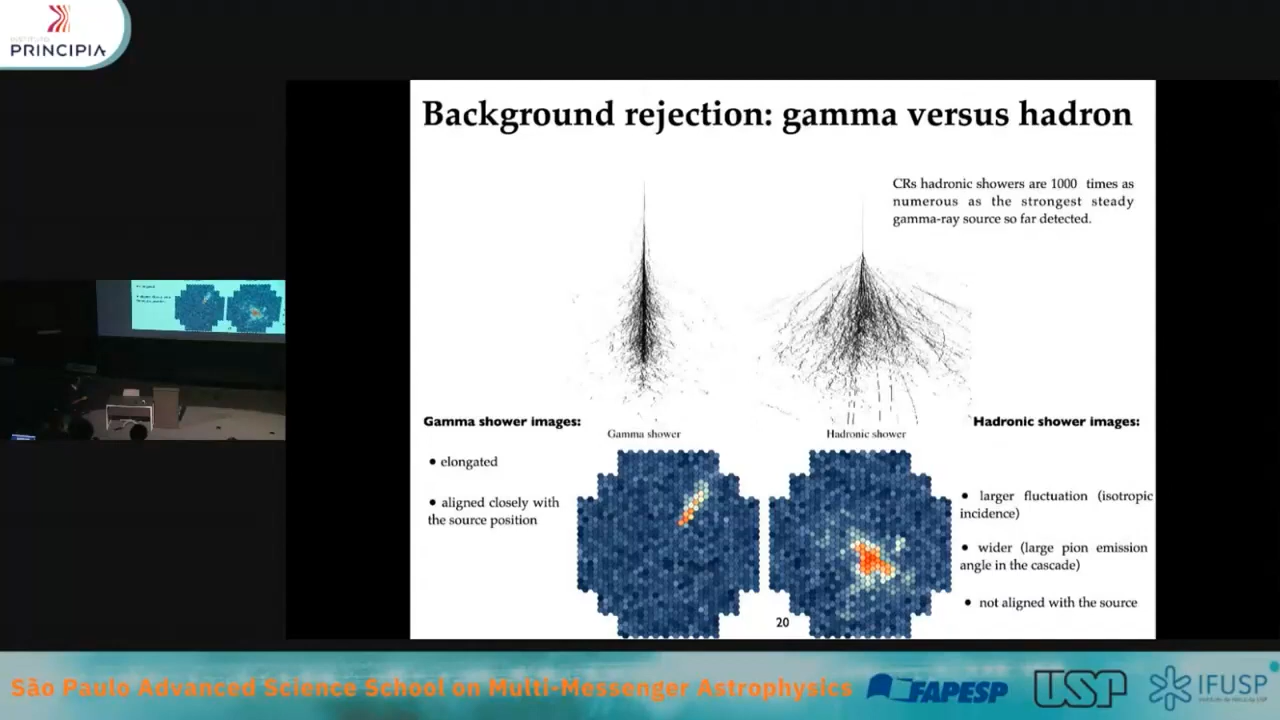 PRINCIPIA
Background rejection: gamma versus hadron
CRs hadronic showers are 1000 times as
numerous as the strongest steady
gamma-ray source so far detected.
Gamma shower images:
• elongated
• aligned closely with
the source position
Gamma shower
Hadronic shower
Hadronic shower images:
• larger fluctuation (isotropic
incidence)
• wider (large pion emission
angle in the cascade)
• not aligned with the source
20
São Paulo Advanced Science School on Multi-Messenger Astrophysics
FAPESP
USP
IFUSP